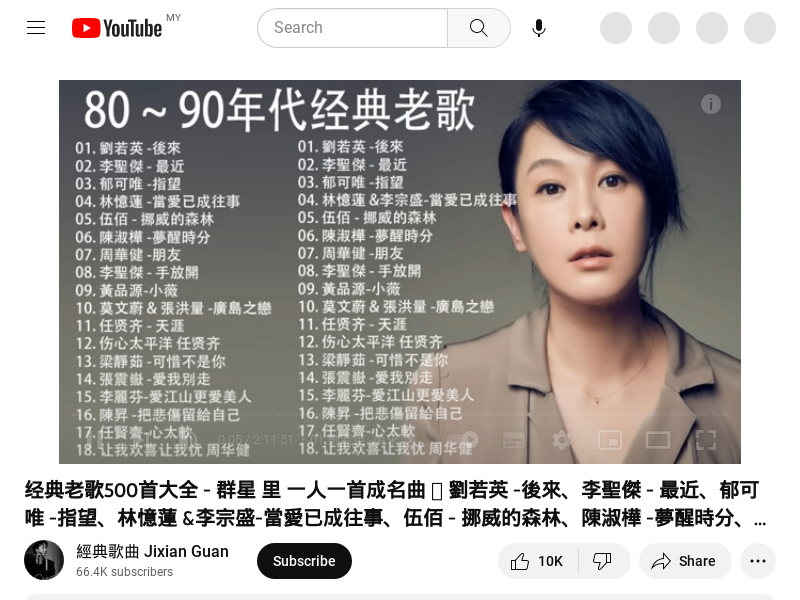 YouTube MY
Search
80 ~ 90年代经典老歌
01. 劉若英 -後來
02. 李聖傑 - 最近
03. 郁可唯 -指望
04. 林憶蓮 -當愛已成往事
05. 伍佰 - 挪威的森林
06. 陳淑樺 -夢醒時分
07. 周華健 -朋友
08. 李聖傑 - 手放開
09. 黃品源-小薇
10. 莫文蔚 & 張洪量 -廣島之戀
11. 任贤齐 - 天涯
12. 伤心太平洋 任贤齐
13. 梁靜茹 -可惜不是你
14. 張震嶽 -愛我別走
15. 李麗芬-愛江山更愛美人
16. 陳昇 -把悲傷留給自己
17. 任賢齊-心太軟
18. 让我欢喜让我忧 周华健
01. 劉若英 -後來
02. 李聖傑 - 最近
03. 郁可唯 -指望
04. 林憶蓮 &李宗盛-當愛已成往事
05. 伍佰 - 挪威的森林
06. 陳淑樺 -夢醒時分
07. 周華健 -朋友
08. 李聖傑 - 手放開
09. 黃品源-小薇
10. 莫文蔚 & 張洪量 -廣島之戀
11. 任贤齐 - 天涯
12. 伤心太平洋 任贤齐
13. 梁靜茹 -可惜不是你
14. 張震嶽 -愛我別走
15. 李麗芬-愛江山更愛美人
16. 陳昇 -把悲傷留給自己
17. 任賢齊-心太軟
18. 让我欢喜让我忧 周华健
0:05 / 2:11:51
经典老歌500首大全 - 群星 里 一人一首成名曲 劉若英 -後來、李聖傑 - 最近、郁可
唯 -指望、林憶蓮 &李宗盛-當愛已成往事、伍佰 - 挪威的森林、陳淑樺 -夢醒時分、...
經典歌曲 Jixian Guan
66.4K subscribers
Subscribe
10K
Share